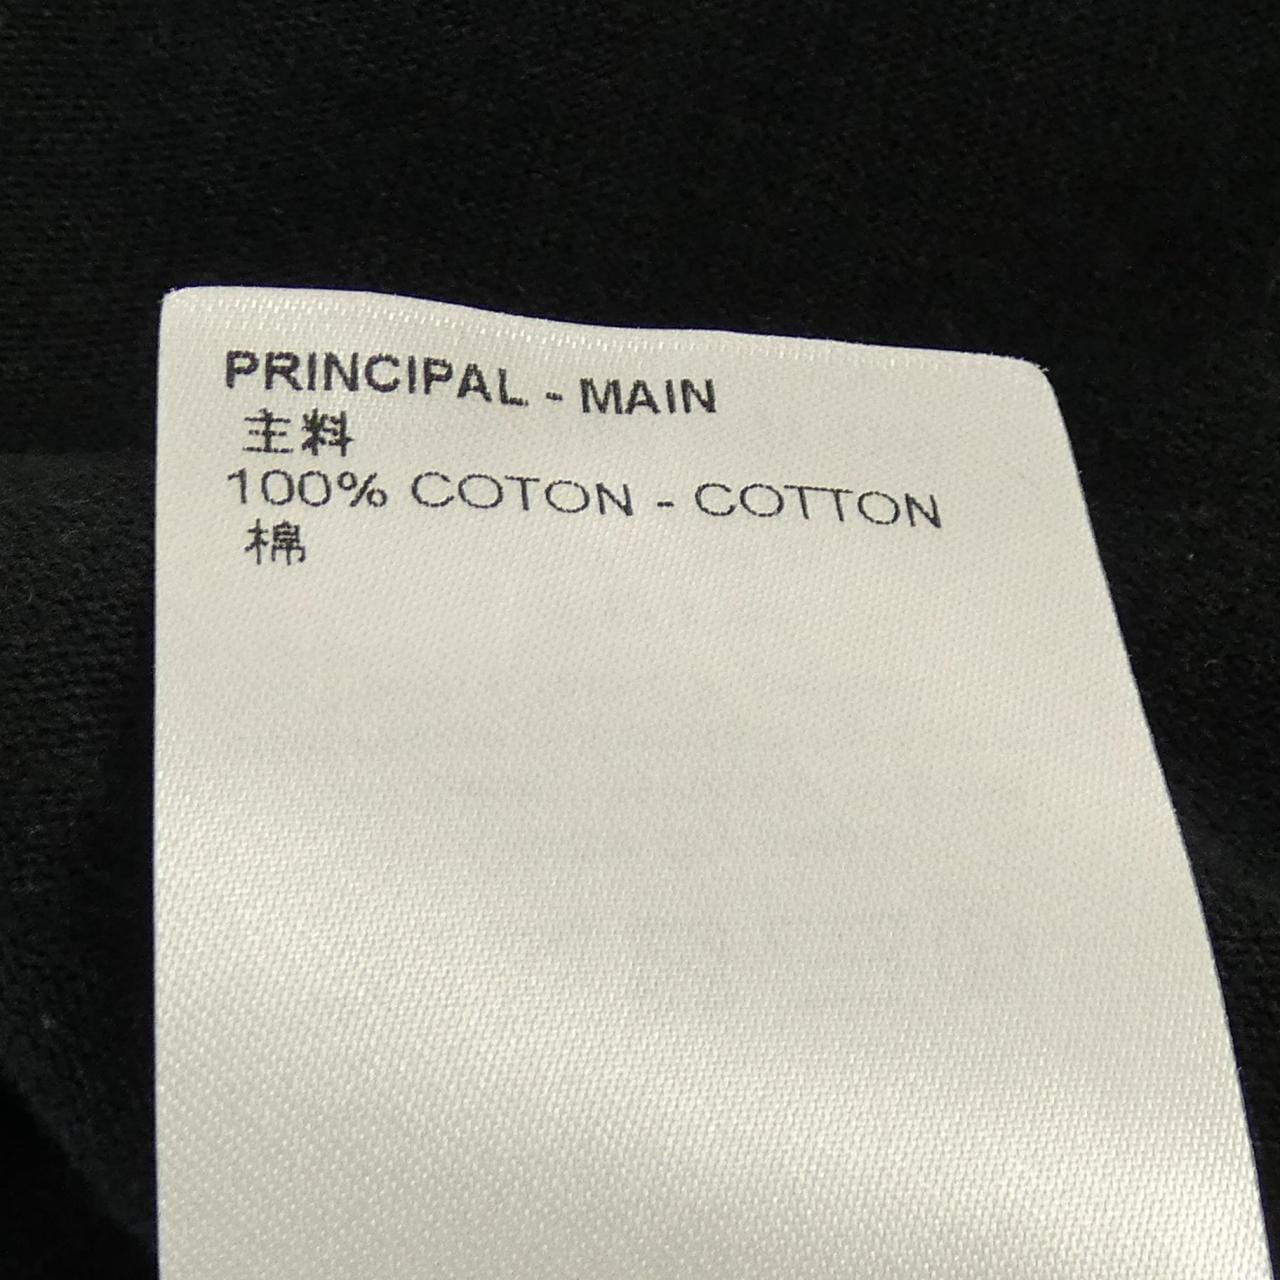 PRINCIPAL - MAIN
主料
100% COTON - COTTON
棉